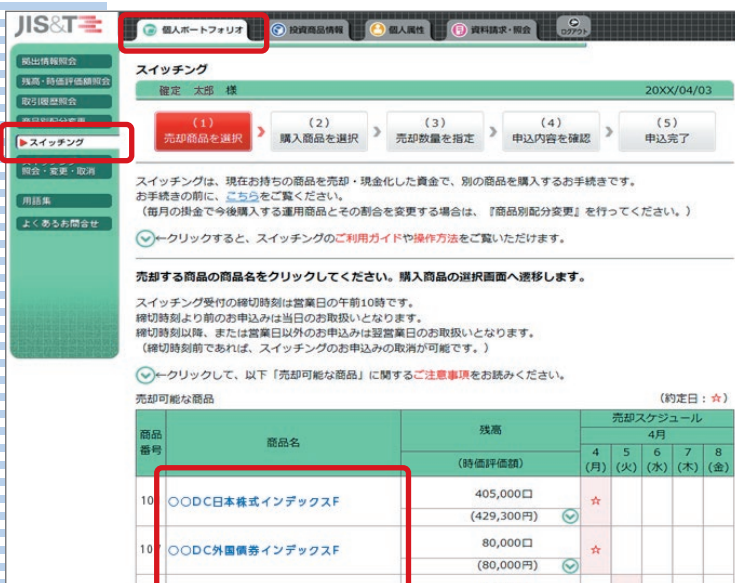 JIS&T
個人ポートフォリオ
投資商品情報
個人属性
資料請求・照会
ログアウト
拠出情報照会
残高・時価評価額照会
取引履歴照会
商品別配分変更
▶スイッチング
照会・変更・取消
用語集
よくあるお問合せ
スイッチング
確定 太郎 様
20XX/04/03
(1)
売却商品を選択
(2)
購入商品を選択
(3)
売却数量を指定
(4)
申込内容を確認
(5)
申込完了
スイッチングは、現在お持ちの商品を売却・現金化した資金で、別の商品を購入するお手続きです。
お手続きの前に、こちらをご覧ください。
(毎月の掛金で今後購入する運用商品とその割合を変更する場合は、『商品別配分変更』を行ってください。)
←クリックすると、スイッチングのご利用ガイドや操作方法をご覧いただけます。
売却する商品の商品名をクリックしてください。購入商品の選択画面へ遷移します。
スイッチング受付の締切時刻は営業日の午前10時です。
締切時刻より前のお申込みは当日のお取扱いとなります。
締切時刻以降、または営業日以外のお申込みは翌営業日のお取扱いとなります。
(締切時刻前であれば、スイッチングのお申込みの取消が可能です。)
←クリックして、以下「売却可能な商品」に関するご注意事項をお読みください。
売却可能な商品
(約定日：☆)
商品番号
商品名
残高
(時価評価額)
売却スケジュール
4月
4 5 6 7 8
(月) (火) (水) (木) (金)
○○DC日本株式インデックスF
405,000口
☆
(429,300円)
○○DC外国債券インデックスF
80,000口
☆
(80,000円)